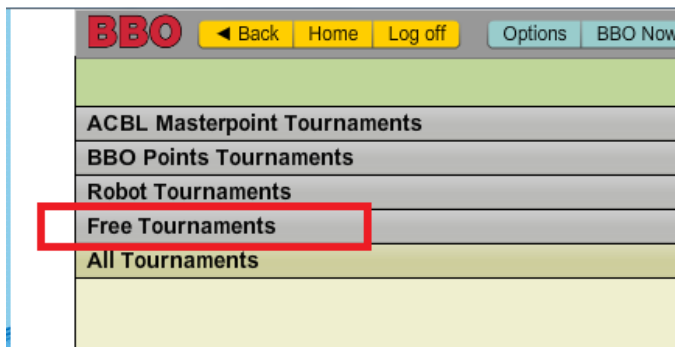 BBO ◄ Back Home Log off Options BBO Now
ACBL Masterpoint Tournaments
BBO Points Tournaments
Robot Tournaments
Free Tournaments
All Tournaments